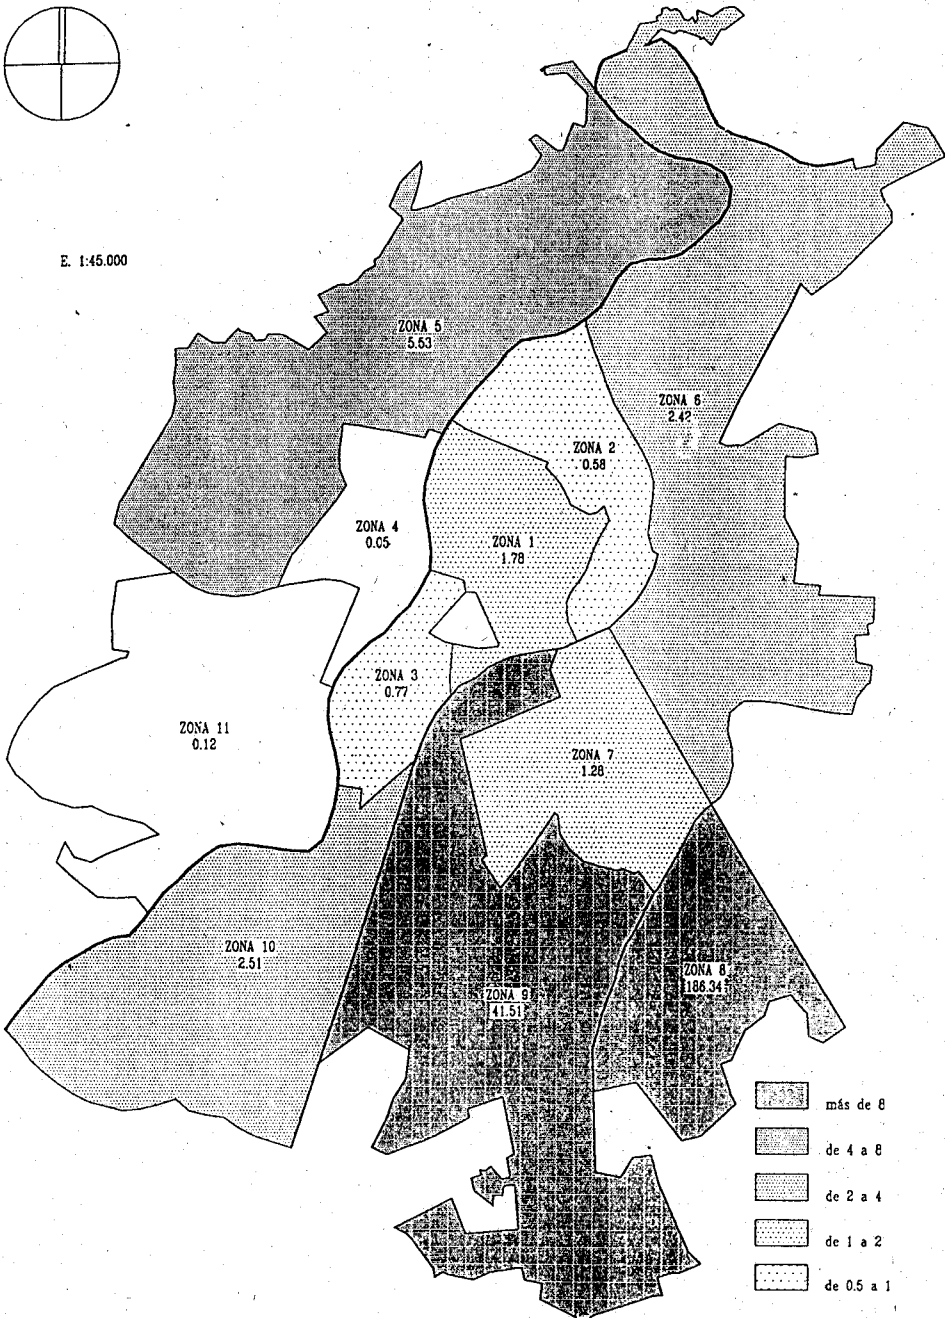 E. 1:45.000
ZONA 5
5.53
ZONA 6
2.42
ZONA 2
0.58
ZONA 4
0.05
ZONA 1
1.78
ZONA 3
0.77
ZONA 11
0.12
ZONA 7
1.28
ZONA 10
2.51
ZONA 9
41.51
ZONA 8
186.34
más de 8
de 4 a 8
de 2 a 4
de 1 a 2
de 0.5 a 1